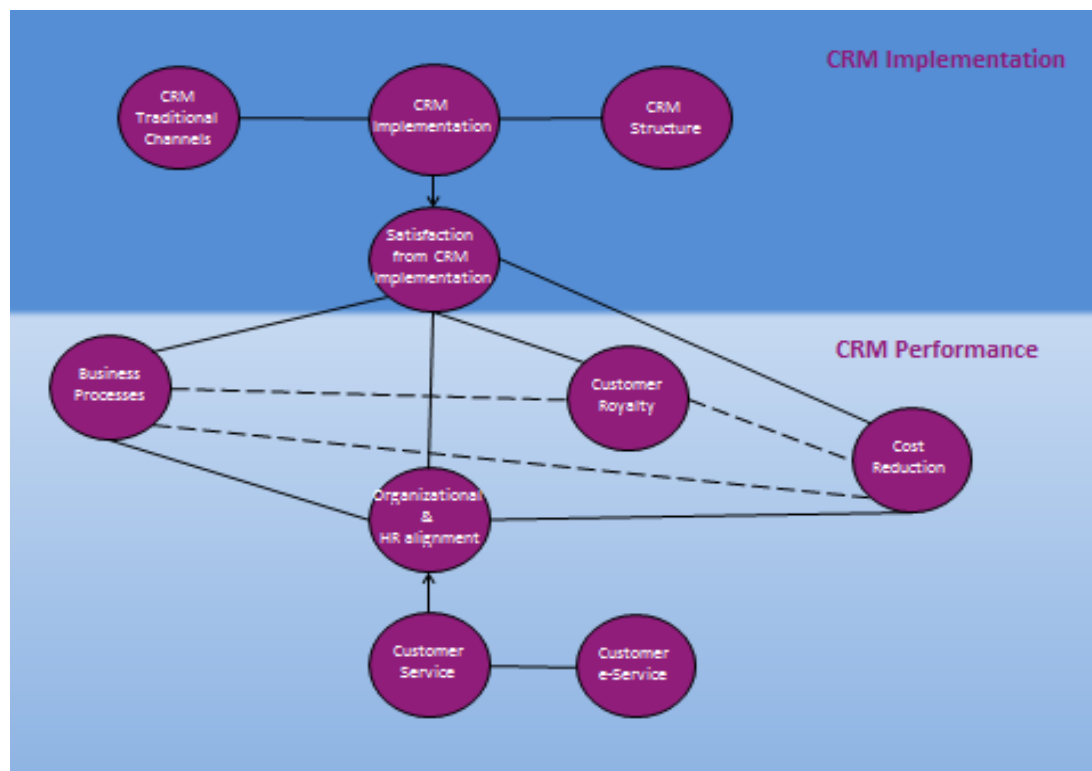 CRM Implementation
CRM
Traditional
Channels
CRM
Implementation
CRM
Structure
Satisfaction
from CRM
Implementation
CRM Performance
Business
Processes
Customer
Royalty
Cost
Reduction
Organizational
&
HR alignment
Customer
Service
Customer
e-Service